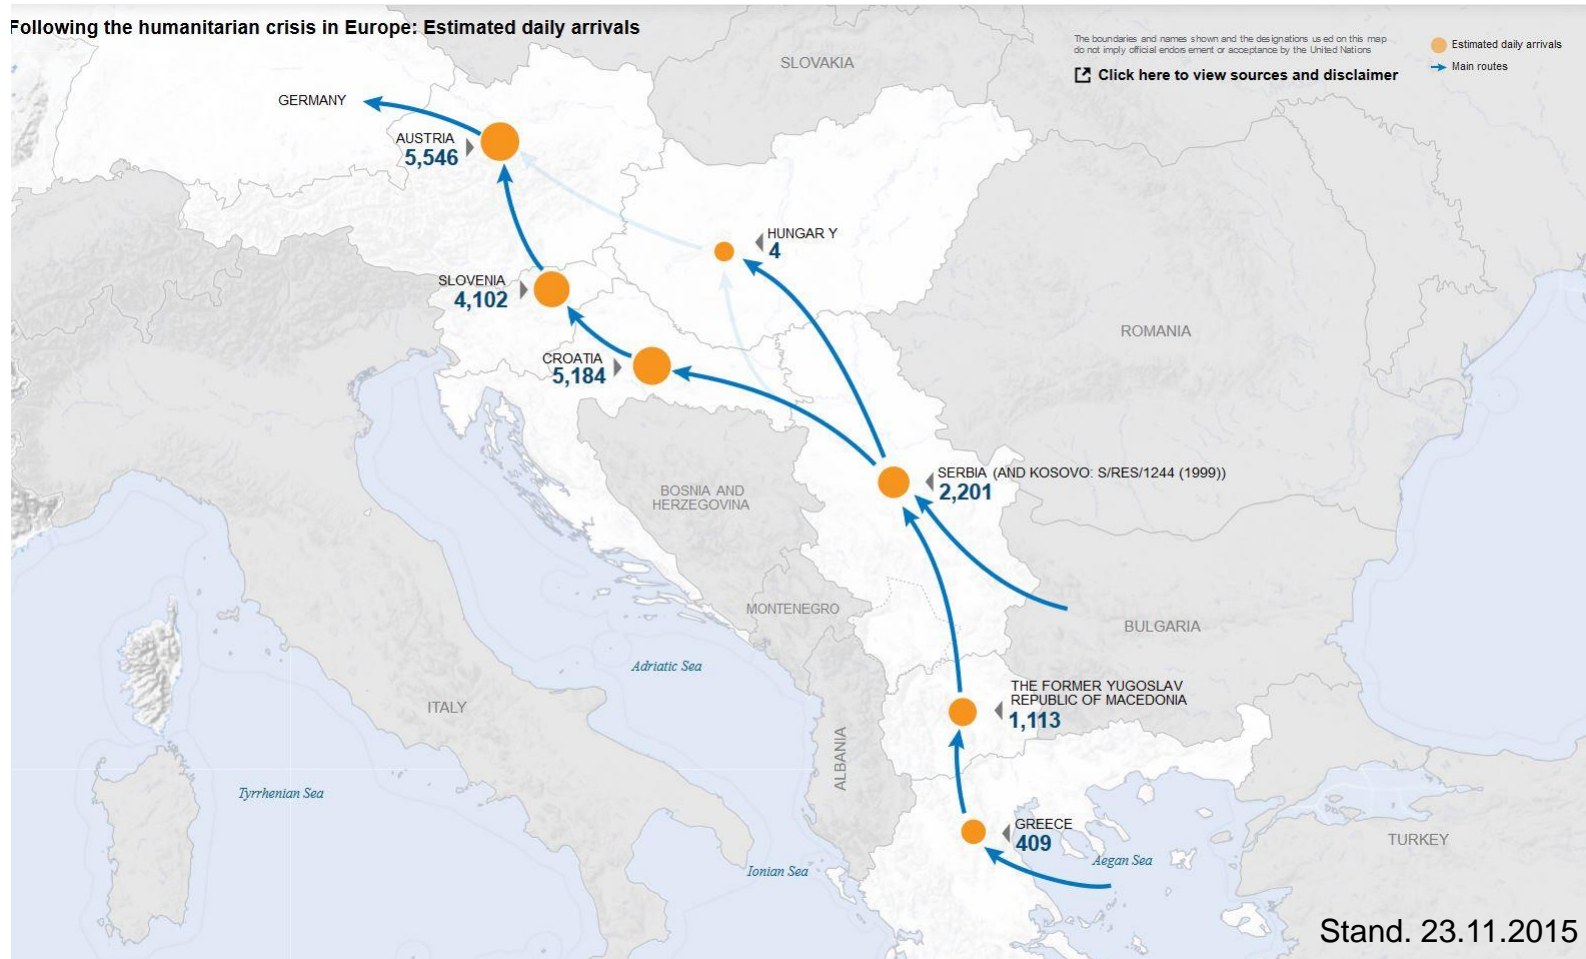 Following the humanitarian crisis in Europe: Estimated daily arrivals
The boundaries and names shown and the designations used on this map
do not imply official endorsement or acceptance by the United Nations
Click here to view sources and disclaimer
Estimated daily arrivals
Main routes
SLOVAKIA
GERMANY
AUSTRIA
5,546
HUNGAR Y
4
SLOVENIA
4,102
ROMANIA
CROATIA
5,184
SERBIA (AND KOSOVO: S/RES/1244 (1999))
2,201
BOSNIA AND
HERZEGOVINA
MONTENEGRO
BULGARIA
Adriatic Sea
THE FORMER YUGOSLAV
REPUBLIC OF MACEDONIA
1,113
ITALY
ALBANIA
Tyrrhenian Sea
GREECE
409
TURKEY
Aegan Sea
Ionian Sea
Stand. 23.11.2015